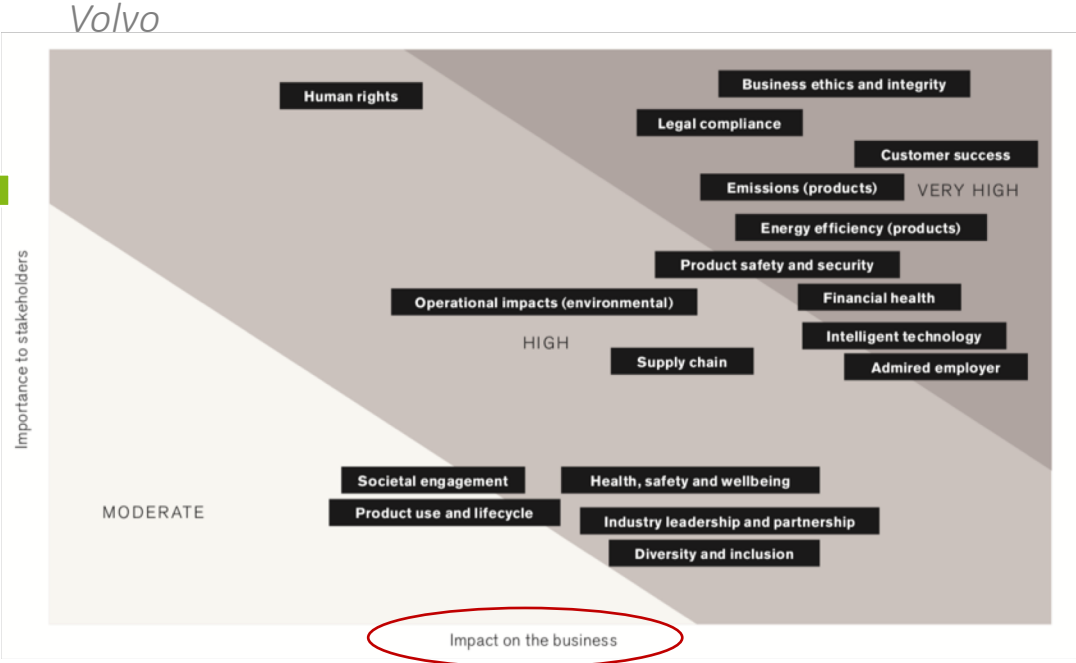 Volvo
Human rights
Business ethics and integrity
Legal compliance
Customer success
Emissions (products)
VERY HIGH
Energy efficiency (products)
Product safety and security
Operational impacts (environmental)
Financial health
Intelligent technology
HIGH
Supply chain
Admired employer
Importance to stakeholders
Societal engagement
Health, safety and wellbeing
MODERATE
Product use and lifecycle
Industry leadership and partnership
Diversity and inclusion
Impact on the business